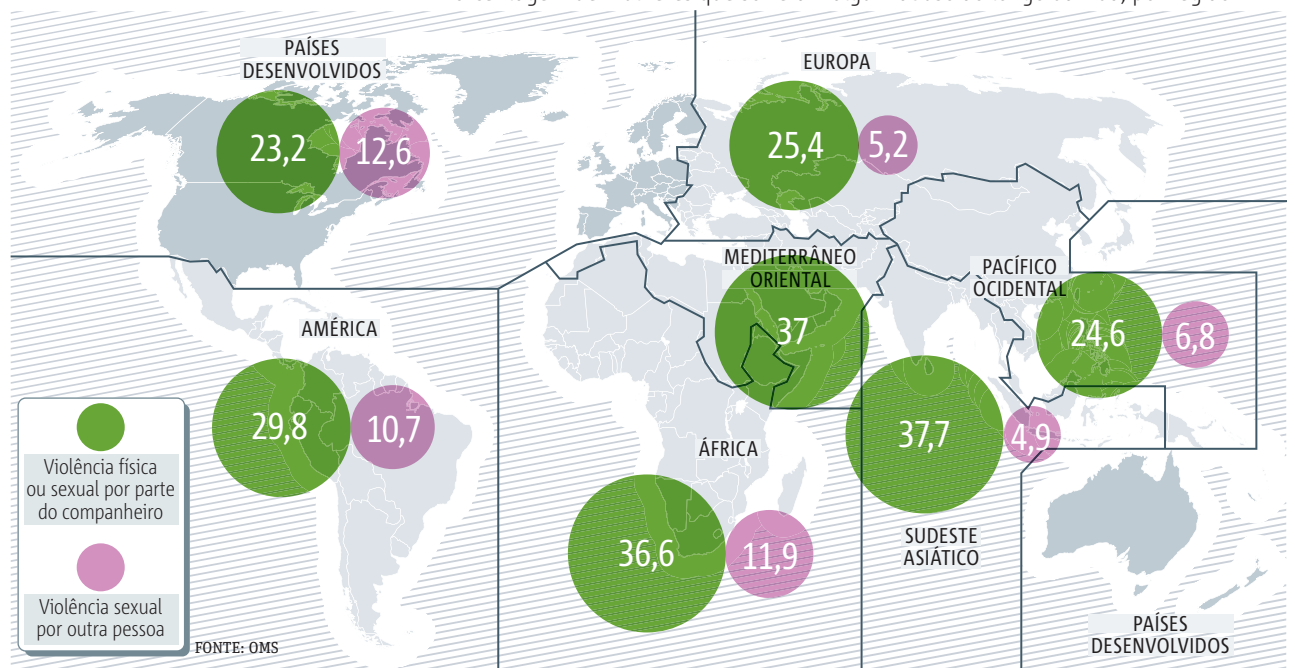 PAÍSES
DESENVOLVIDOS
23,2
12,6
EUROPA
25,4
5,2
MEDITERRÂNEO
ORIENTAL
37
PACÍFICO
OCIDENTAL
24,6
6,8
AMÉRICA
29,8
10,7
ÁFRICA
36,6
11,9
37,7
4,9
SUDESTE
ASIÁTICO
PAÍSES
DESENVOLVIDOS
Violência física
ou sexual por parte
do companheiro
Violência sexual
por outra pessoa
FONTE: OMS